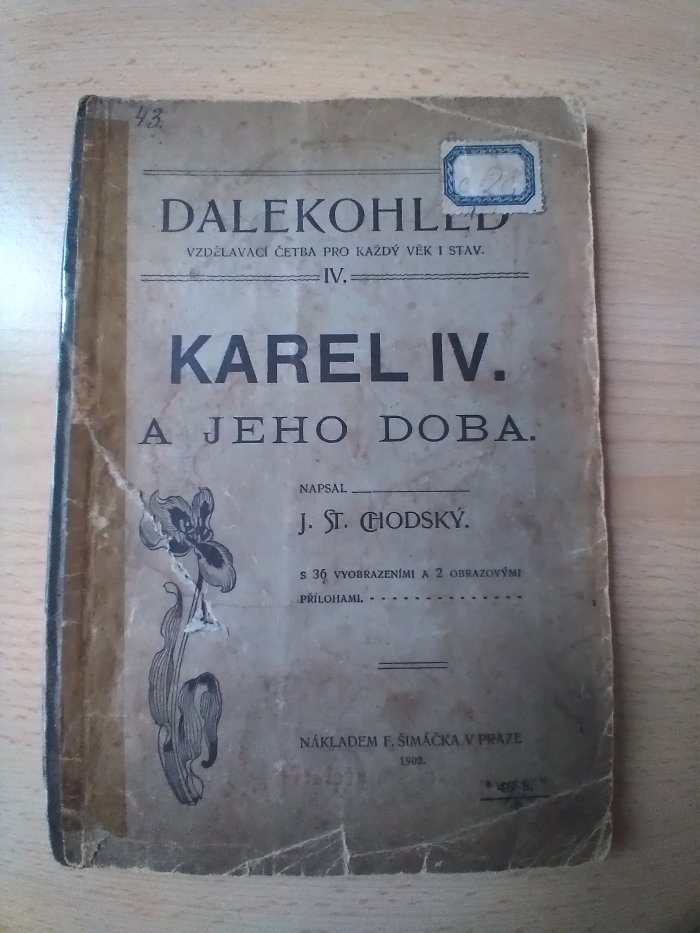 43.
DALEKOHLED
VZDĚLAVACÍ ČETBA PRO KAŽDÝ VĚK I STAV.
IV.
KAREL IV.
A JEHO DOBA.
NAPSAL
J. ST. CHODSKÝ.
S 36 VYOBRAZENÍMI A 2 OBRAZOVÝMI
PŘÍLOHAMI.
NÁKLADEM F. ŠIMÁČKA V PRAZE
1902.